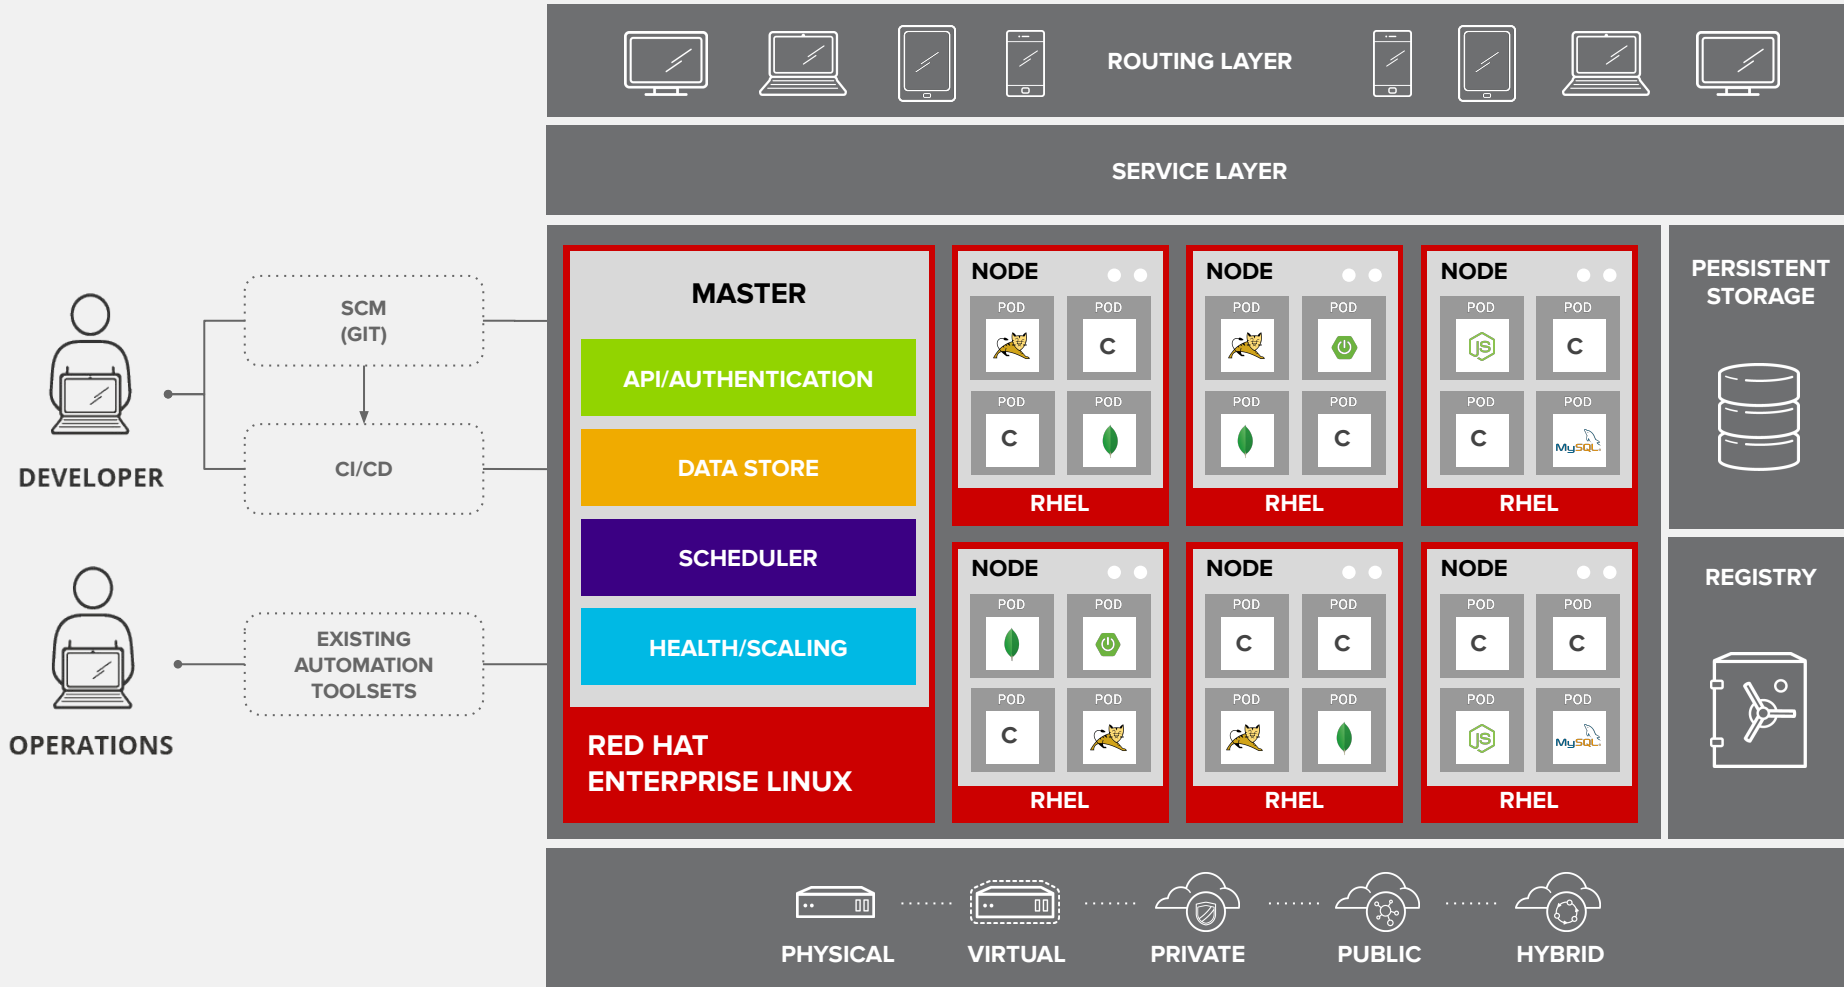 ROUTING LAYER
SERVICE LAYER
SCM
(GIT)
CI/CD
DEVELOPER
EXISTING
AUTOMATION
TOOLSETS
OPERATIONS
MASTER
API/AUTHENTICATION
DATA STORE
SCHEDULER
HEALTH/SCALING
RED HAT
ENTERPRISE LINUX
NODE
POD POD
C
POD POD
C
RHEL
NODE
POD POD
POD POD
C
RHEL
NODE
POD POD
JS C
POD POD
C MySQL
RHEL
NODE
POD POD
POD POD
C
RHEL
NODE
POD POD
C C
POD POD
RHEL
NODE
POD POD
C C
POD POD
JS MySQL
RHEL
PERSISTENT
STORAGE
REGISTRY
PHYSICAL
VIRTUAL
PRIVATE
PUBLIC
HYBRID